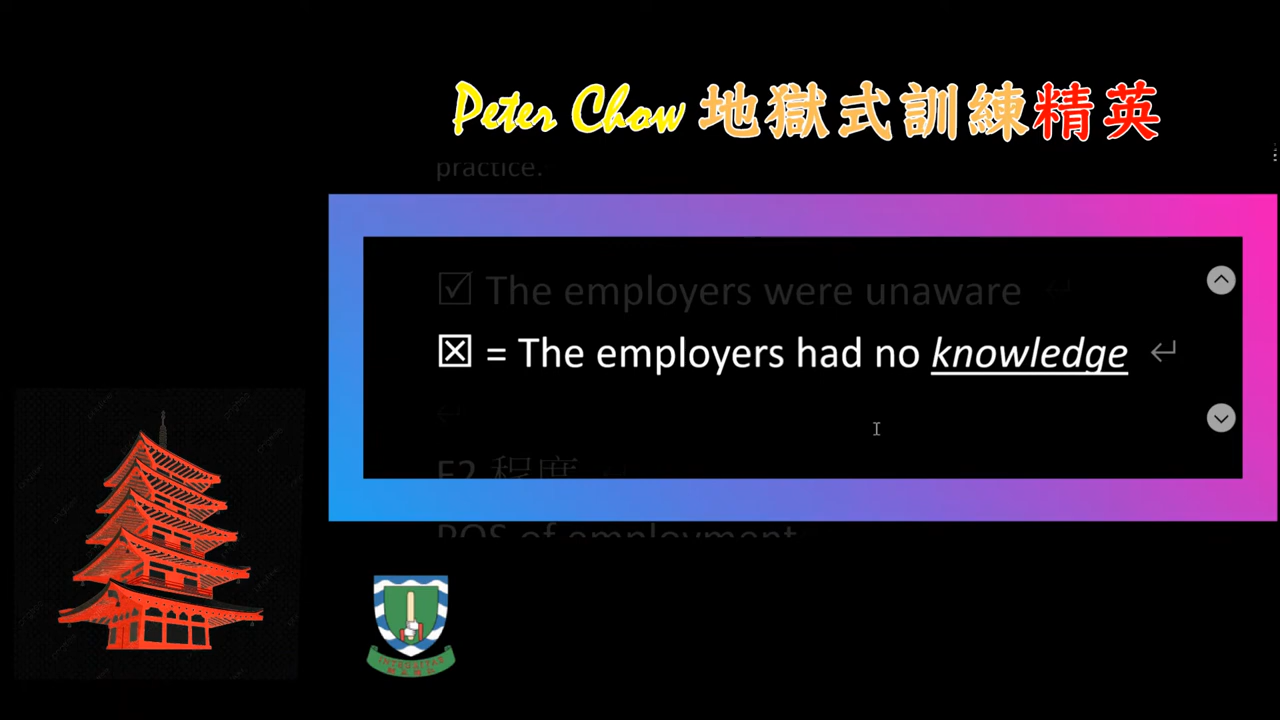 Peter Chow 地獄式訓練精英
practice.
☑ The employers were unaware ↵
☒ = The employers had no knowledge ↵
↵
F2 程度
POS of employment